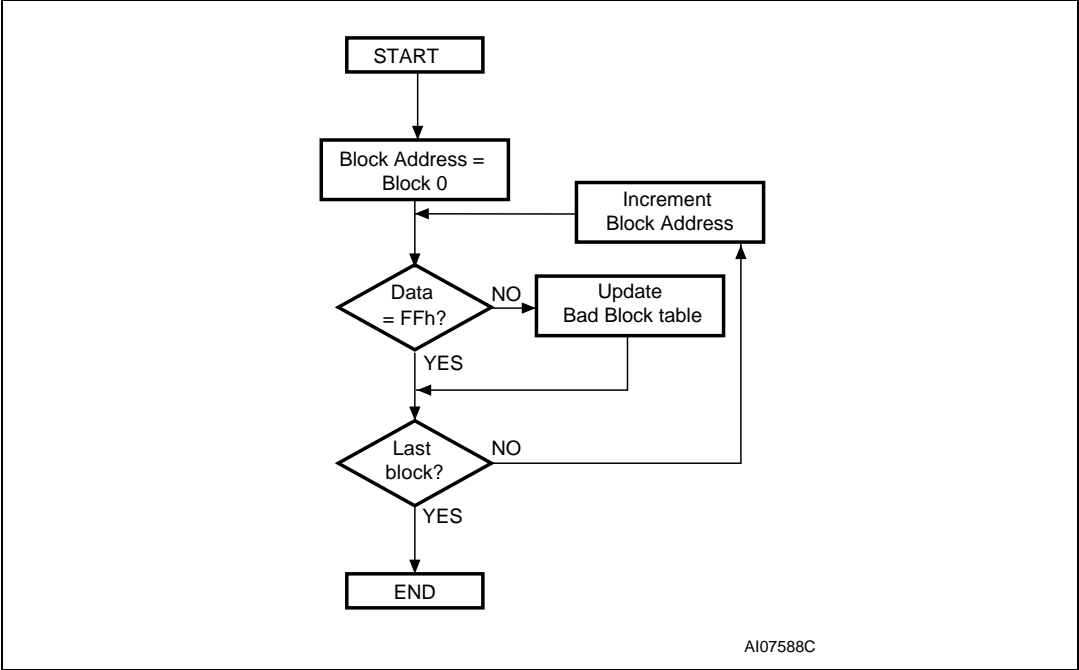 START
Block Address =
Block 0
Increment
Block Address
Data
= FFh?
NO
Update
Bad Block table
YES
Last
block?
NO
YES
END
AI07588C